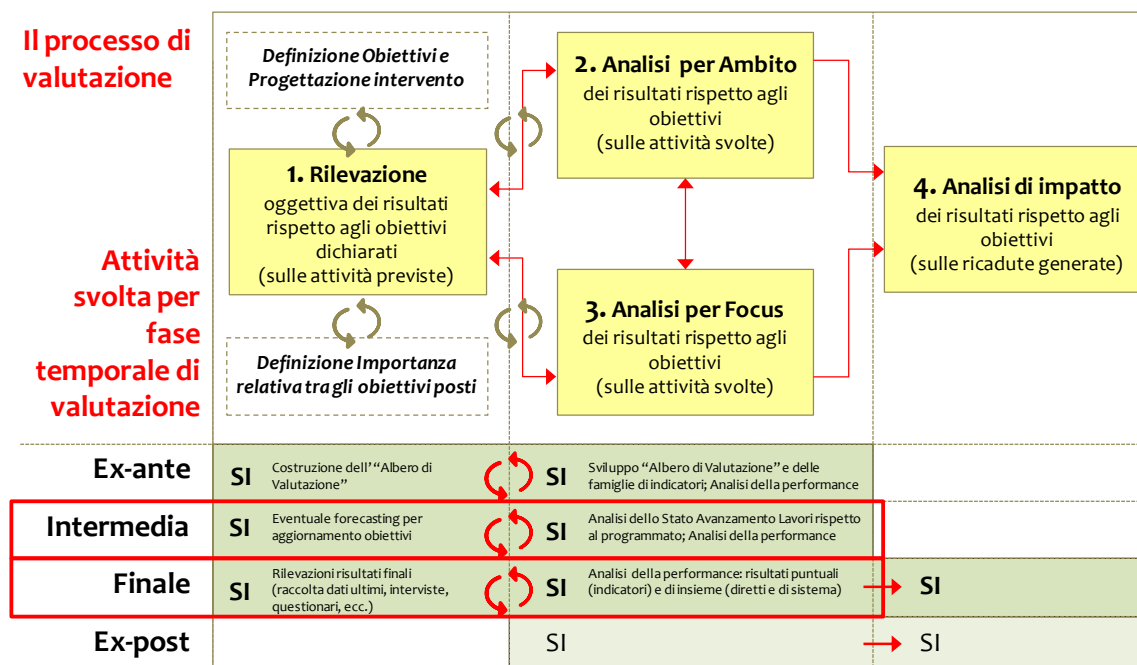 Il processo di
valutazione
Definizione Obiettivi e
Progettazione intervento
1. Rilevazione
oggettiva dei risultati
rispetto agli obiettivi
dichiarati
(sulle attività previste)
Definizione Importanza
relativa tra gli obiettivi posti
2. Analisi per Ambito
dei risultati rispetto agli
obiettivi
(sulle attività svolte)
3. Analisi per Focus
dei risultati rispetto agli
obiettivi
(sulle attività svolte)
4. Analisi di impatto
dei risultati rispetto agli
obiettivi
(sulle ricadute generate)
Attività
svolta per
fase
temporale di
valutazione
Ex-ante
SI
Costruzione dell'“Albero di
Valutazione”
SI
Sviluppo “Albero di Valutazione” e delle
famiglie di indicatori; Analisi della performance
Intermedia
SI
Eventuale forecasting per
aggiornamento obiettivi
SI
Analisi dello Stato Avanzamento Lavori rispetto
al programmato; Analisi della performance
Finale
SI
Rilevazioni risultati finali
(raccolta dati ultimi, interviste,
questionari, ecc.)
SI
Analisi della performance: risultati puntuali
(indicatori) e di insieme (diretti e di sistema)
SI
Ex-post
SI
SI